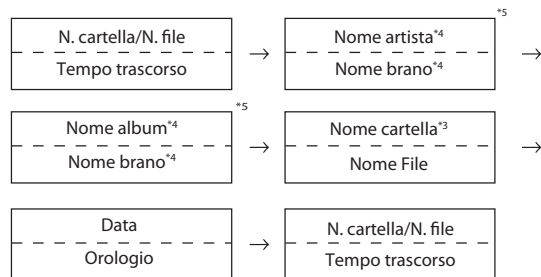 N. cartella/N. file
Tempo trascorso
→
Nome artista*4
Nome brano*4
*5
→
Nome album*4
Nome brano*4
*5
→
Nome cartella*3
Nome File
→
Data
Orologio
→
N. cartella/N. file
Tempo trascorso